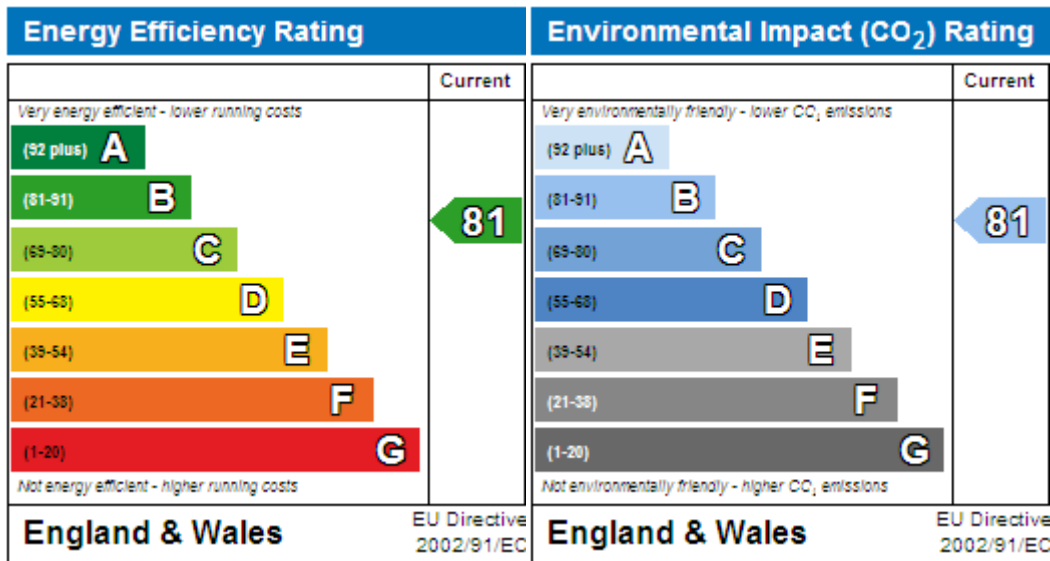 Energy Efficiency Rating
Current
Very energy efficient - lower running costs
(92 plus) A
(81-91) B
81
(69-80) C
(55-68) D
(39-54) E
(21-38) F
(1-20) G
Not energy efficient - higher running costs
England & Wales
EU Directive
2002/91/EC
Environmental Impact (CO₂) Rating
Current
Very environmentally friendly - lower CO₂ emissions
(92 plus) A
(81-91) B
81
(69-80) C
(55-68) D
(39-54) E
(21-38) F
(1-20) G
Not environmentally friendly - higher CO₂ emissions
England & Wales
EU Directive
2002/91/EC